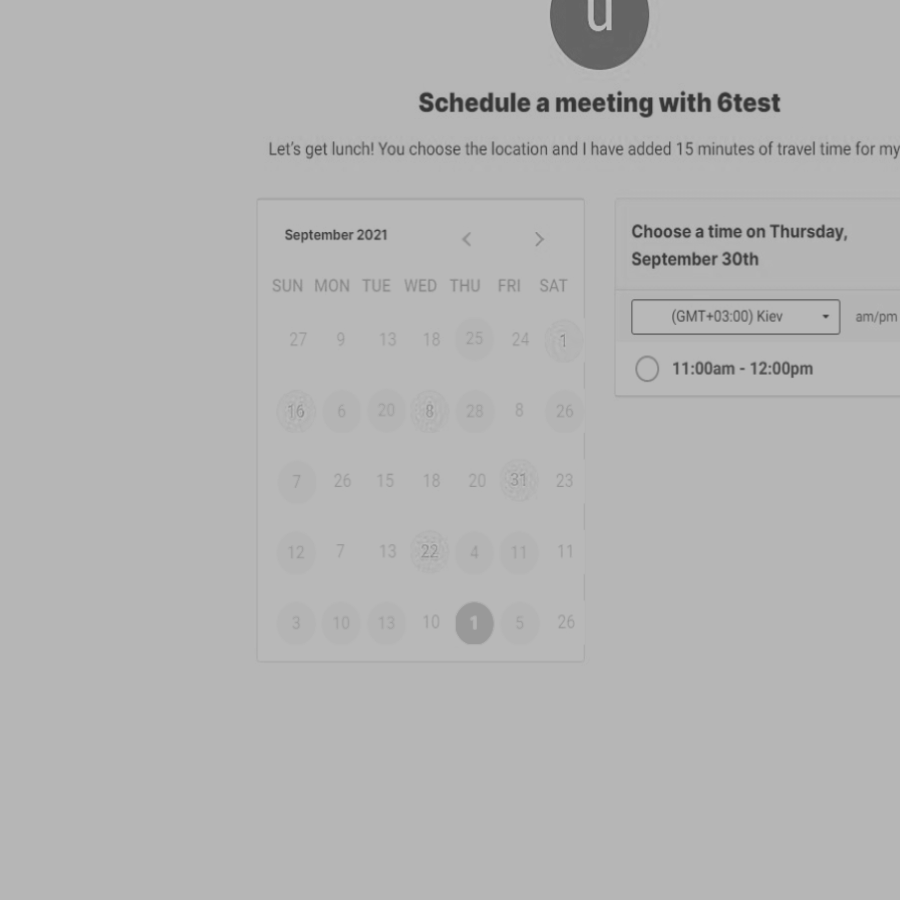 u
Schedule a meeting with 6test
Let's get lunch! You choose the location and I have added 15 minutes of travel time for my
September 2021
SUN MON TUE WED THU FRI SAT
27 9 13 18 25 24 1
16 6 20 8 28 8 26
7 26 15 18 20 31 23
12 7 13 22 4 11 11
3 10 13 10 1 5 26
Choose a time on Thursday,
September 30th
(GMT+03:00) Kiev am/pm
11:00am - 12:00pm